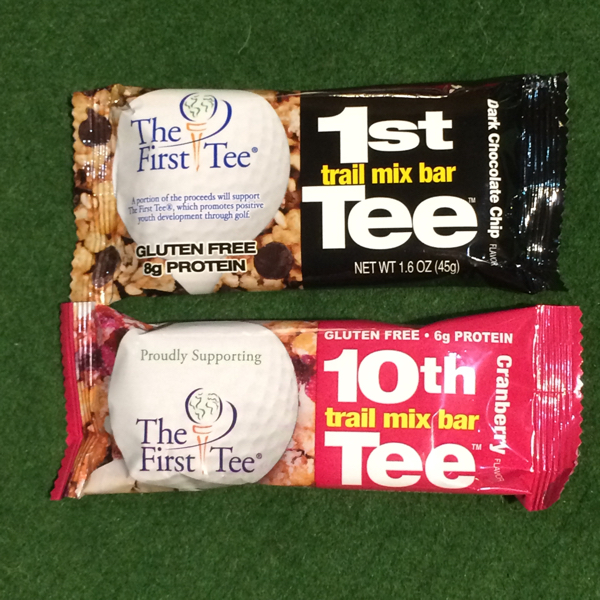 The
First Tee®
A portion of the proceeds will support
The First Tee®, which promotes positive
youth development through golf.
GLUTEN FREE
8g PROTEIN
1st
trail mix bar
Tee™
NET WT 1.6 OZ (45g)
Dark Chocolate Chip FLAVOR
Proudly Supporting
The
First Tee®
GLUTEN FREE • 6g PROTEIN
10th
trail mix bar
Tee™
Cranberry FLAVOR